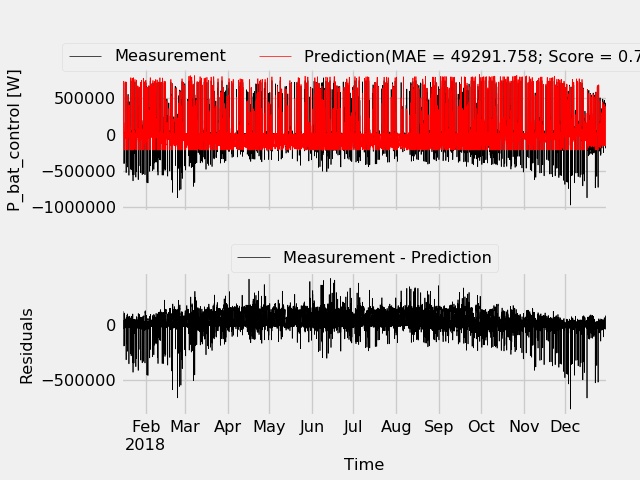 Measurement
Prediction(MAE = 49291.758; Score = 0.7
P_bat_control [W]
500000
0
−500000
−1000000
Measurement - Prediction
Residuals
0
−500000
Feb Mar Apr May Jun Jul Aug Sep Oct Nov Dec
2018
Time